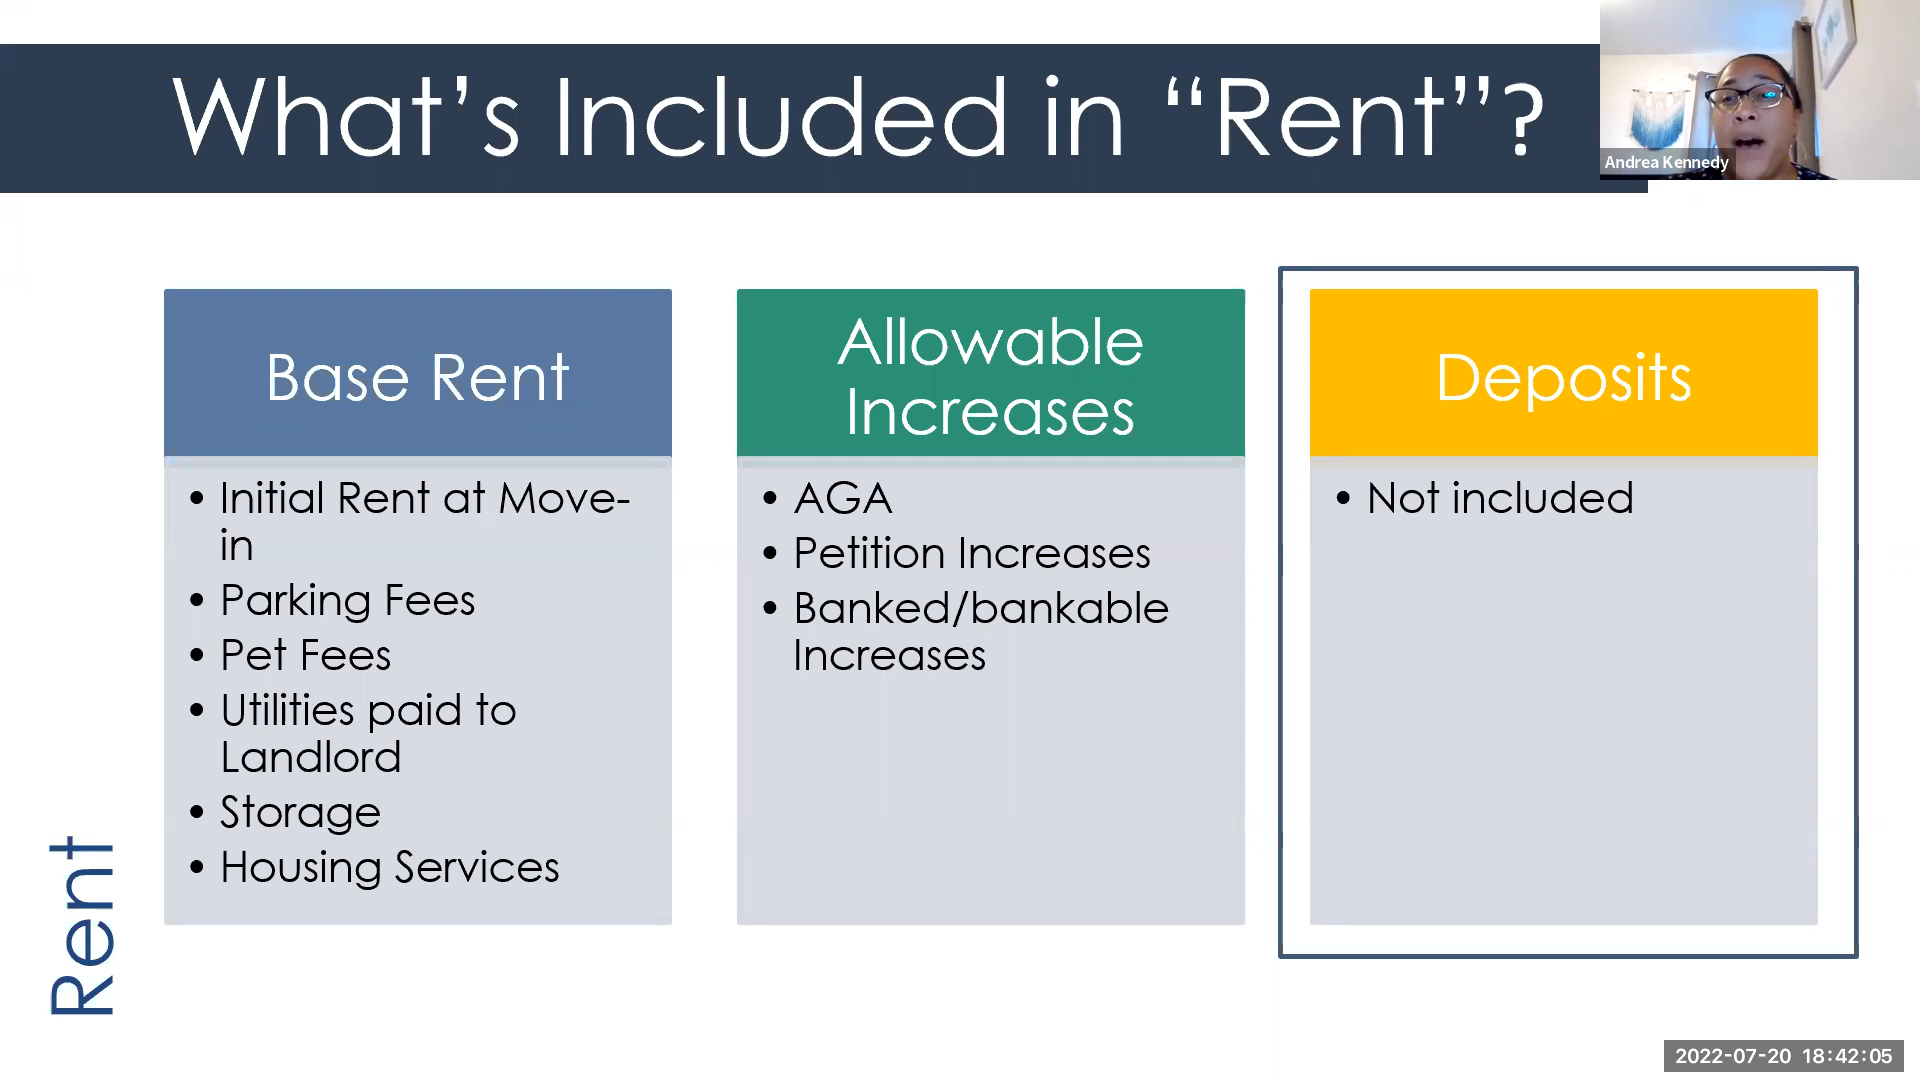 What’s Included in “Rent”?
Andrea Kennedy
Base Rent
• Initial Rent at Move-
in
• Parking Fees
• Pet Fees
• Utilities paid to
Landlord
• Storage
• Housing Services
Allowable
Increases
• AGA
• Petition Increases
• Banked/bankable
Increases
Deposits
• Not included
Rent
2022-07-20 18:42:05